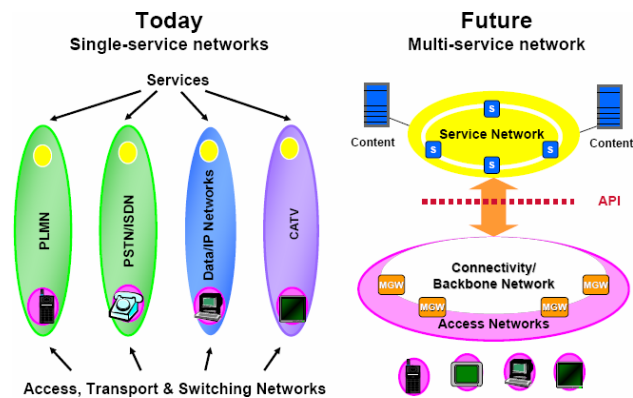 Today
Single-service networks
Services
PLMN
PSTN/ISDN
Data/IP Networks
CATV
Access, Transport & Switching Networks
Future
Multi-service network
Content
S
Service Network
S
S
S
Content
API
Connectivity/
Backbone Network
MGW
MGW
MGW
MGW
Access Networks